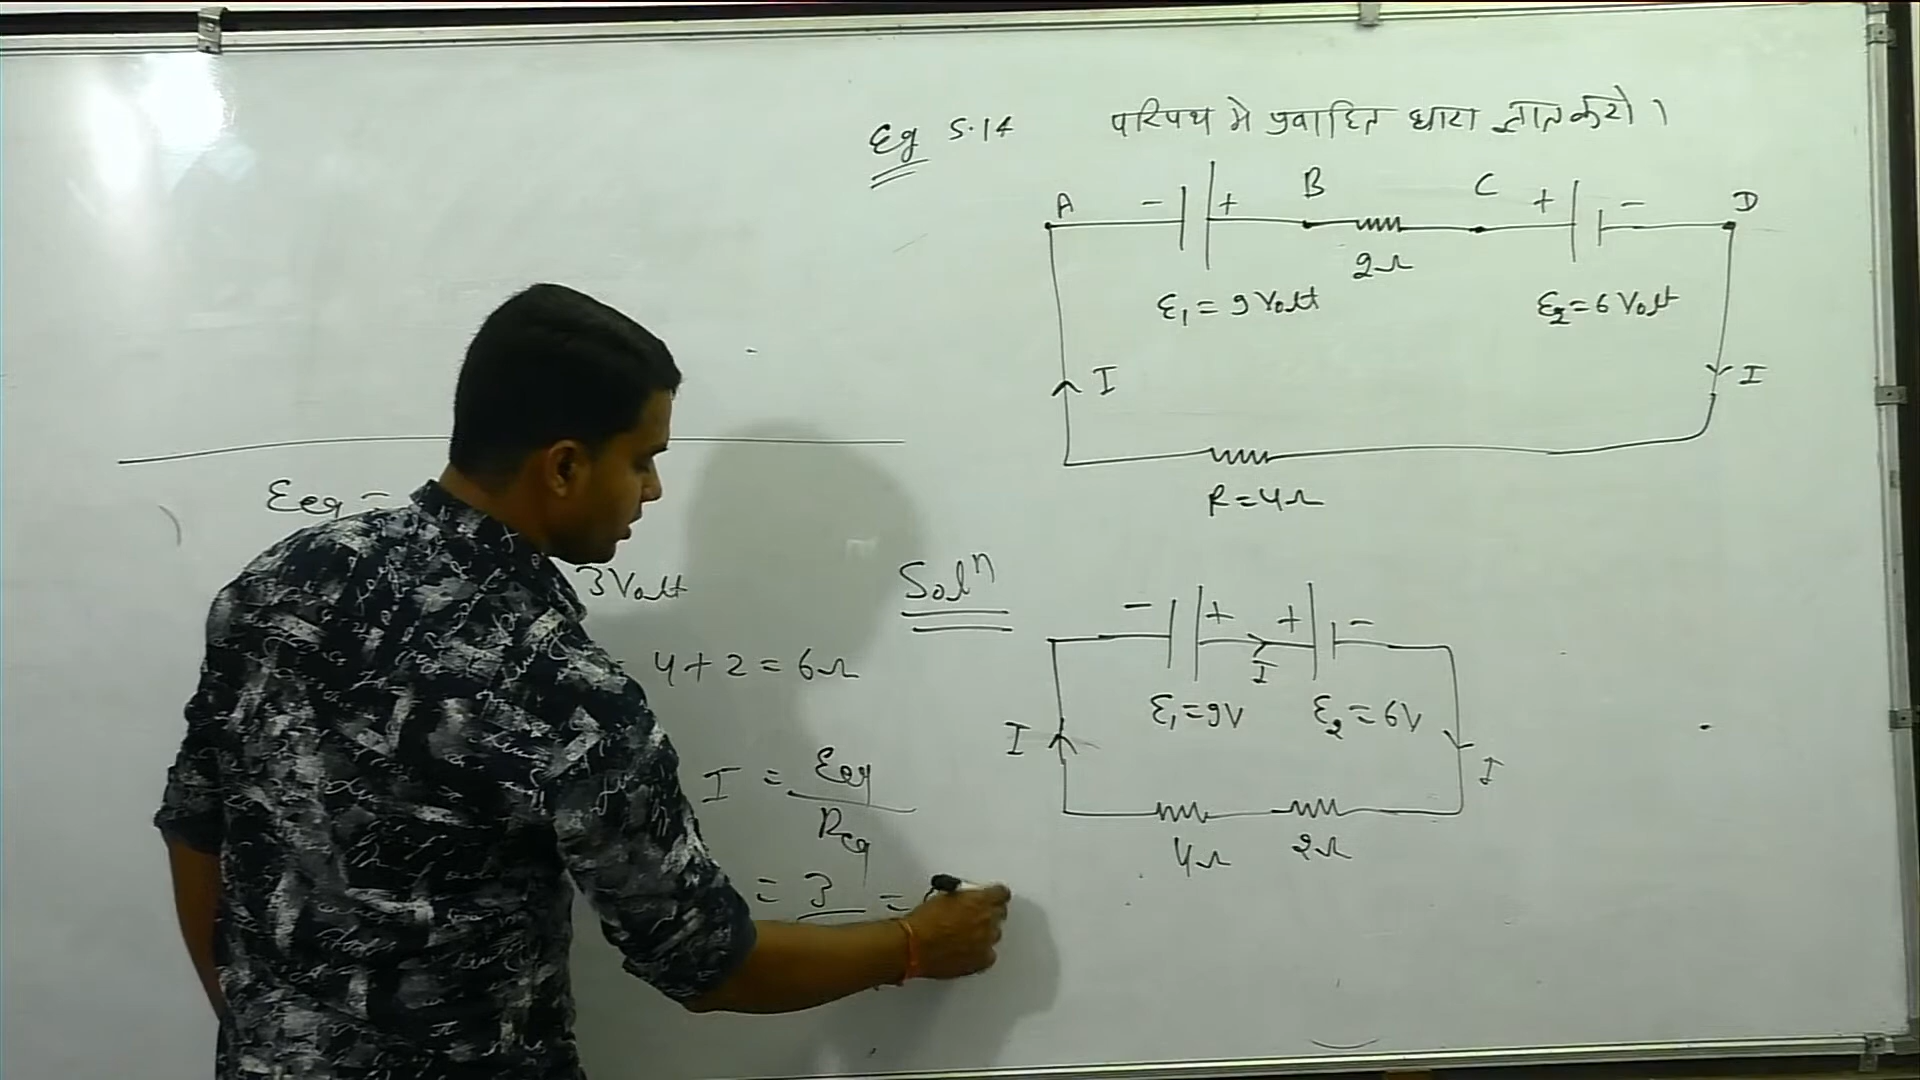 Eg 5.14 परिपथ मे प्रवाहित धारा ज्ञात करो।
A - + B C + - D
2Ω
ε₁ = 9 Volt ε₂ = 6 Volt
I I
R = 4Ω
Solⁿ
- + + -
I
ε₁ = 9V ε₂ = 6V
I I
4Ω 2Ω
Eeq =
3 Volt
= 4 + 2 = 6Ω
I = Eeq / Req
= 3 =